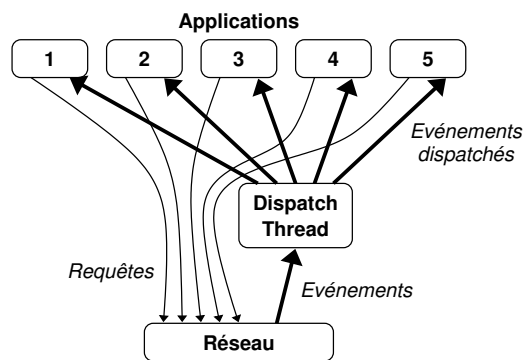 Applications
1 2 3 4 5
Evénements
dispatchés
Dispatch
Thread
Requêtes
Evénements
Réseau